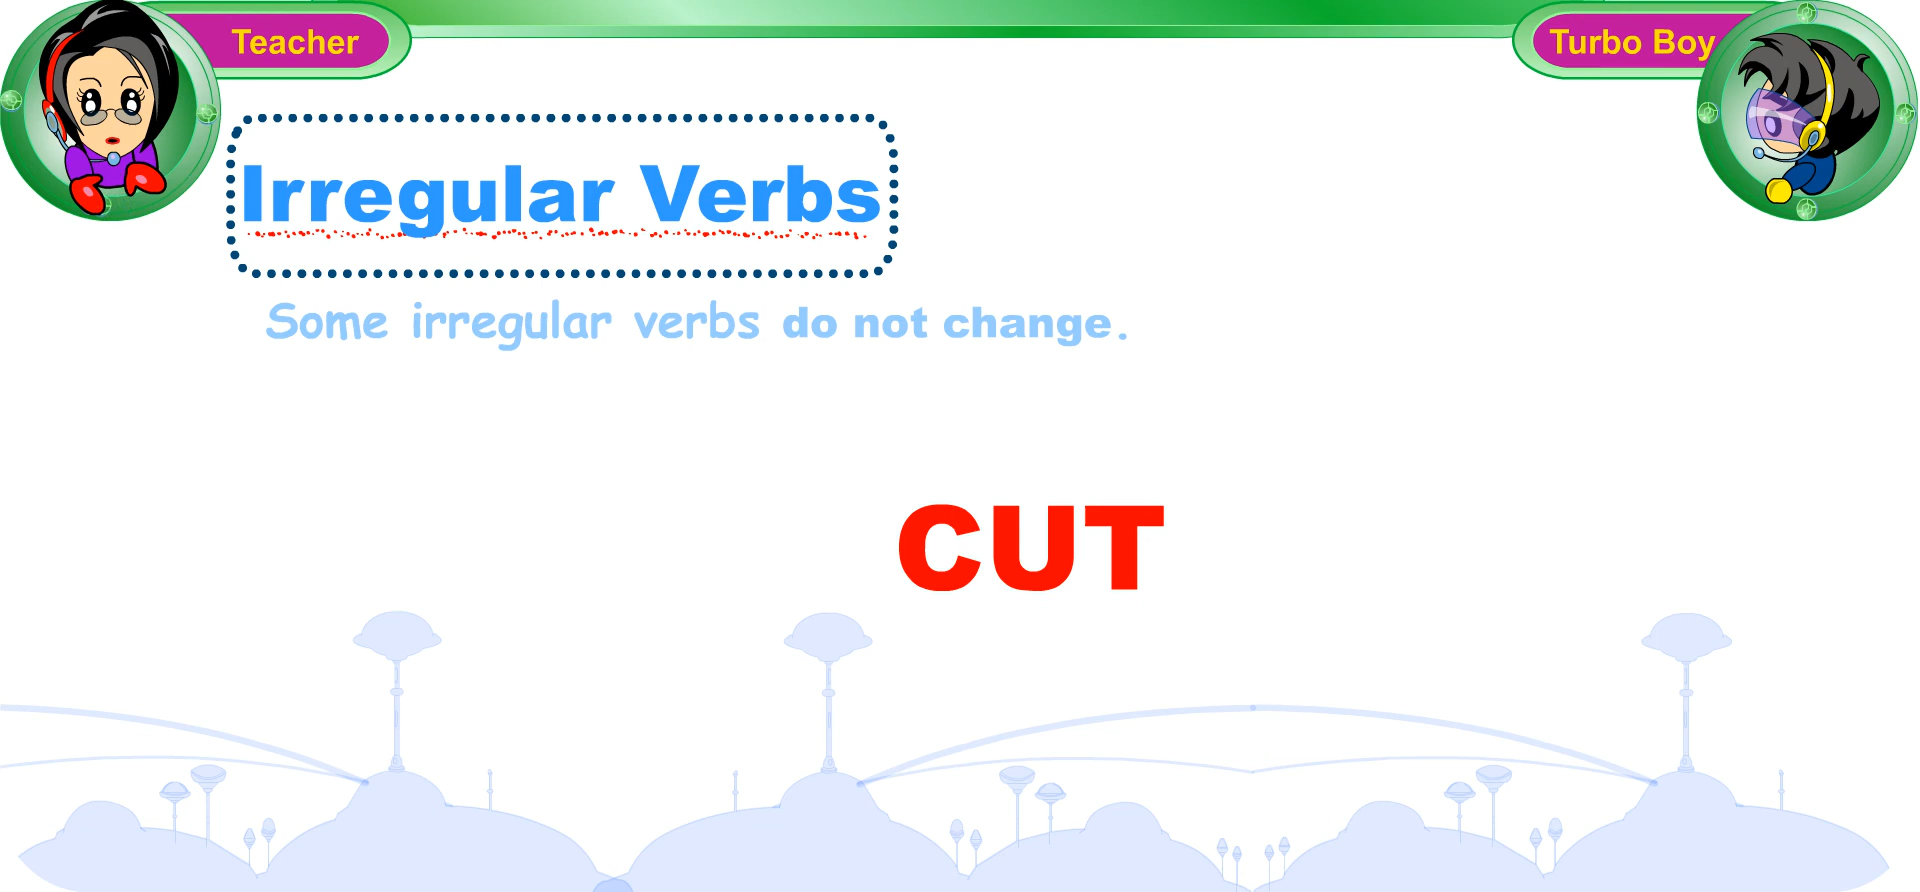 Teacher
Turbo Boy
Irregular Verbs
Some irregular verbs do not change.
CUT